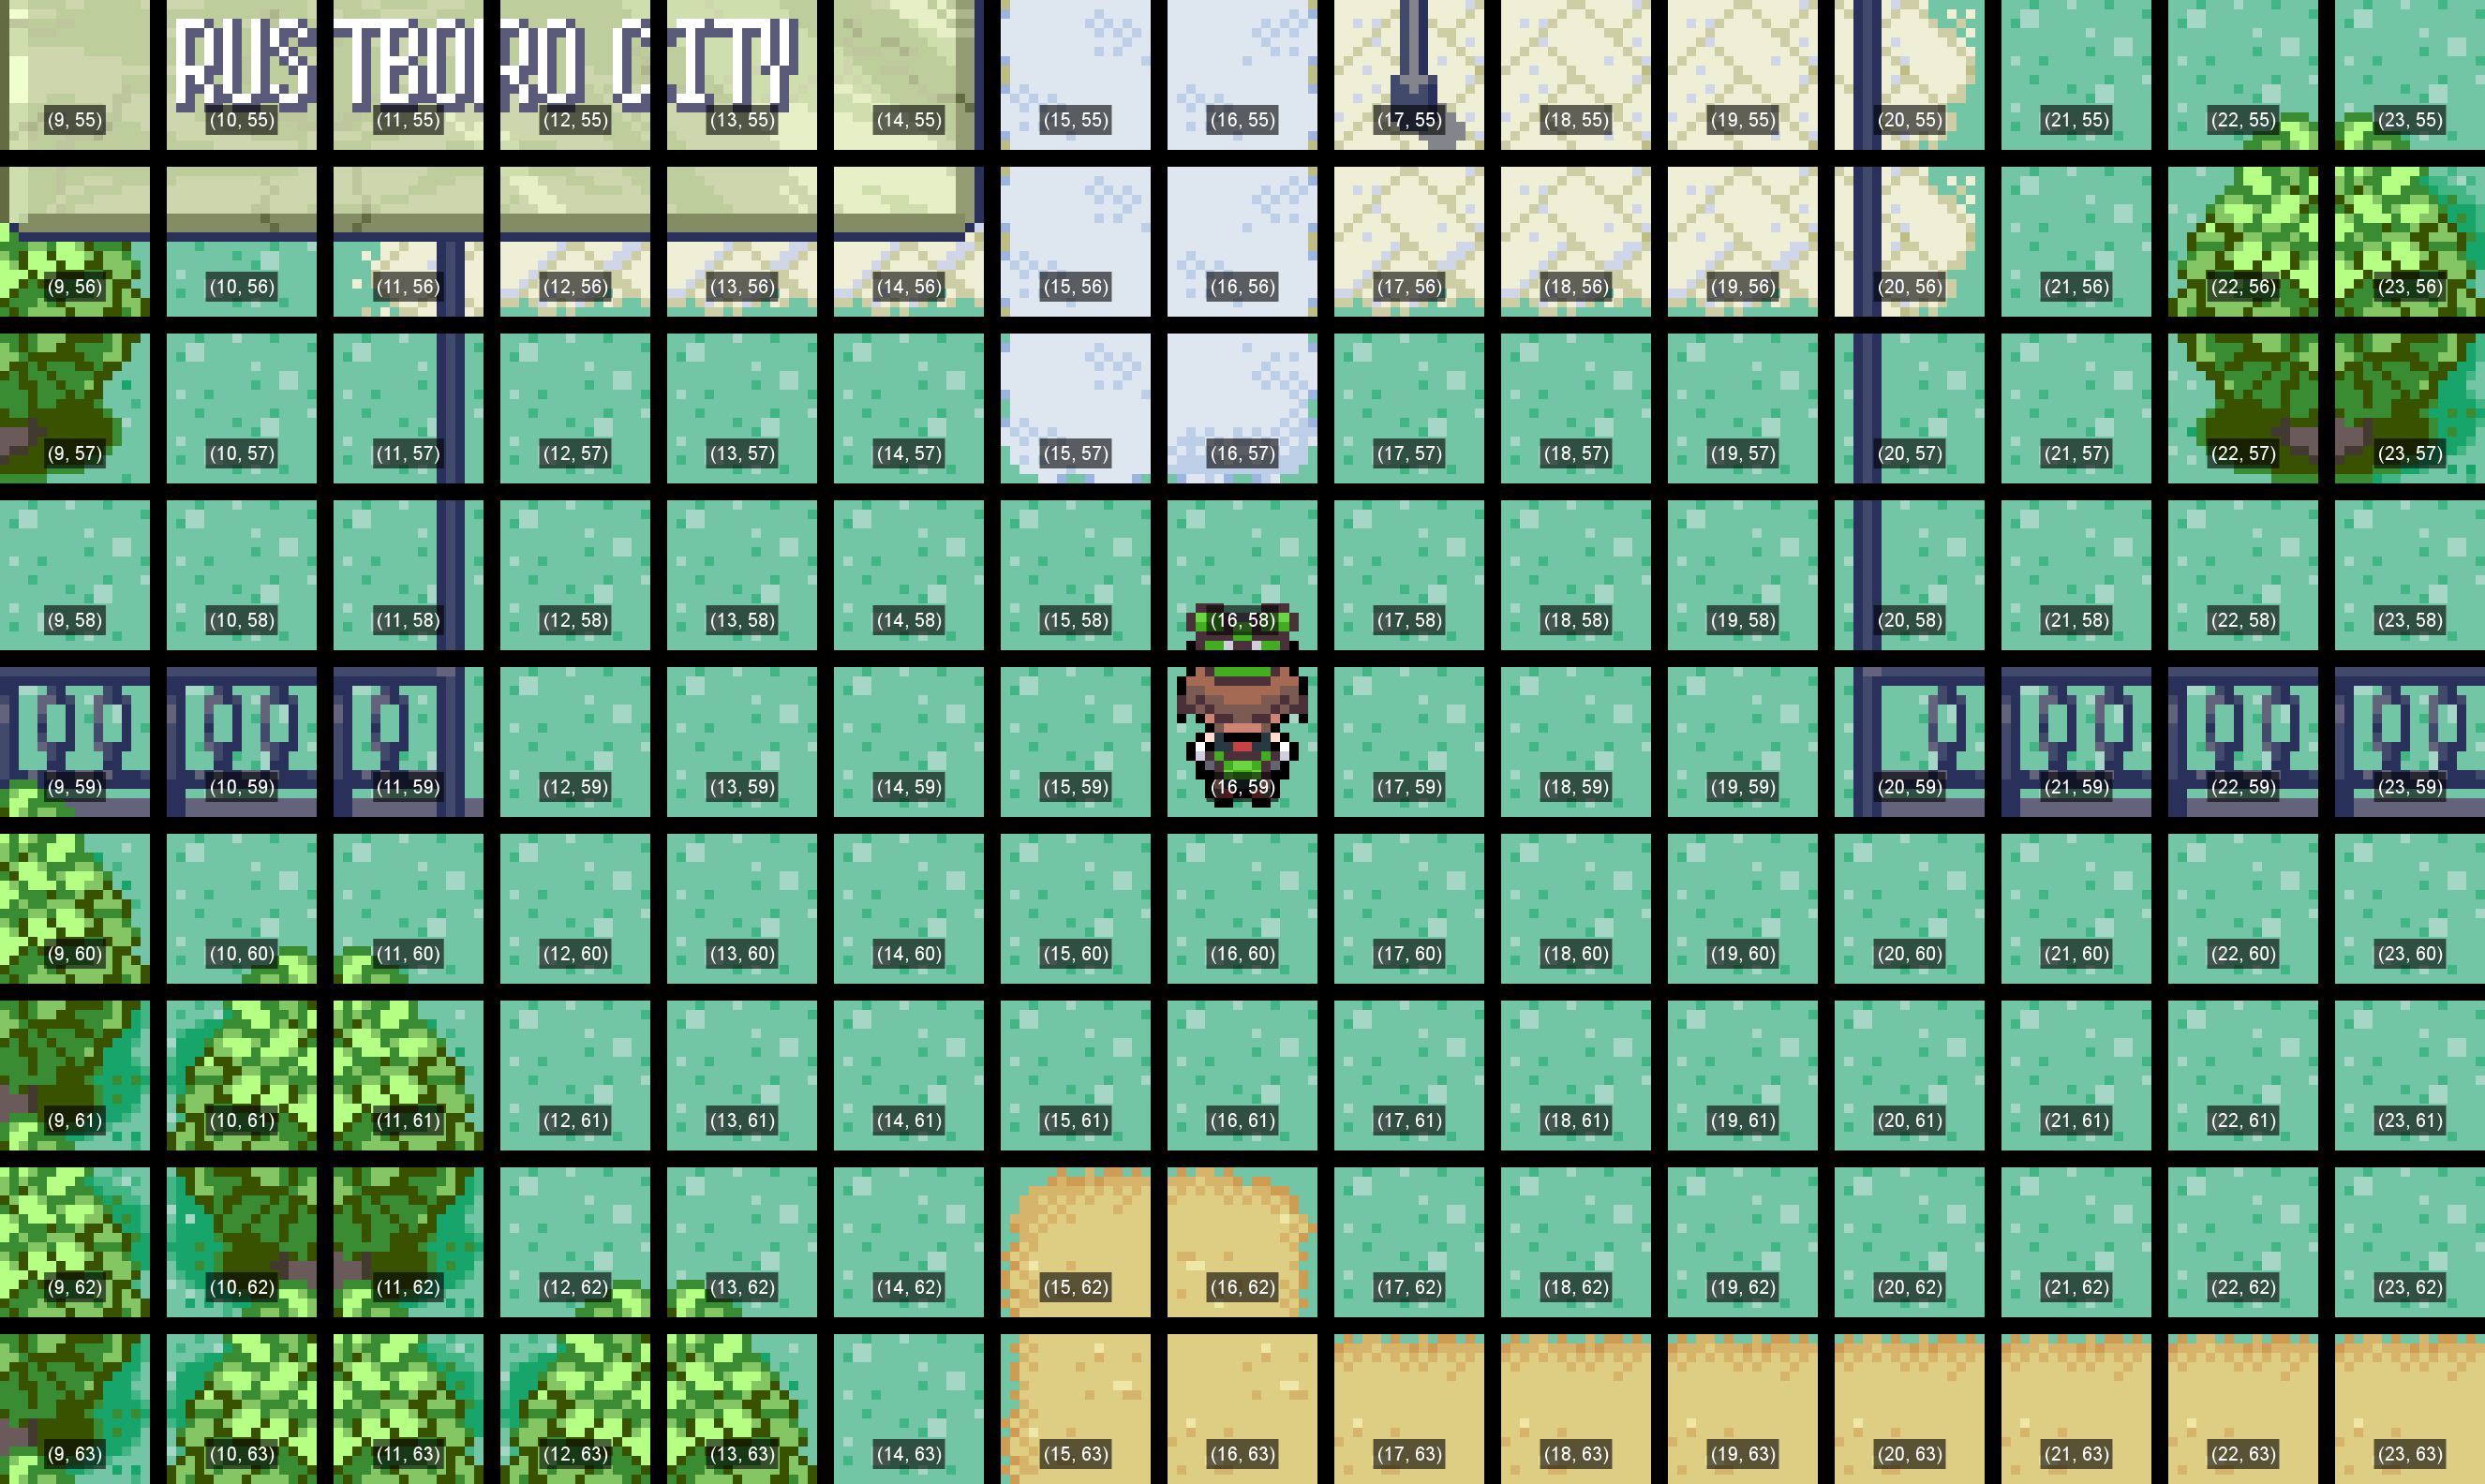 RUSTBORO CITY
(9, 55) (10, 55) (11, 55) (12, 55) (13, 55) (14, 55) (15, 55) (16, 55) (17, 55) (18, 55) (19, 55) (20, 55) (21, 55) (22, 55) (23, 55)
(9, 56) (10, 56) (11, 56) (12, 56) (13, 56) (14, 56) (15, 56) (16, 56) (17, 56) (18, 56) (19, 56) (20, 56) (21, 56) (22, 56) (23, 56)
(9, 57) (10, 57) (11, 57) (12, 57) (13, 57) (14, 57) (15, 57) (16, 57) (17, 57) (18, 57) (19, 57) (20, 57) (21, 57) (22, 57) (23, 57)
(9, 58) (10, 58) (11, 58) (12, 58) (13, 58) (14, 58) (15, 58) (16, 58) (17, 58) (18, 58) (19, 58) (20, 58) (21, 58) (22, 58) (23, 58)
(9, 59) (10, 59) (11, 59) (12, 59) (13, 59) (14, 59) (15, 59) (16, 59) (17, 59) (18, 59) (19, 59) (20, 59) (21, 59) (22, 59) (23, 59)
(9, 60) (10, 60) (11, 60) (12, 60) (13, 60) (14, 60) (15, 60) (16, 60) (17, 60) (18, 60) (19, 60) (20, 60) (21, 60) (22, 60) (23, 60)
(9, 61) (10, 61) (11, 61) (12, 61) (13, 61) (14, 61) (15, 61) (16, 61) (17, 61) (18, 61) (19, 61) (20, 61) (21, 61) (22, 61) (23, 61)
(9, 62) (10, 62) (11, 62) (12, 62) (13, 62) (14, 62) (15, 62) (16, 62) (17, 62) (18, 62) (19, 62) (20, 62) (21, 62) (22, 62) (23, 62)
(9, 63) (10, 63) (11, 63) (12, 63) (13, 63) (14, 63) (15, 63) (16, 63) (17, 63) (18, 63) (19, 63) (20, 63) (21, 63) (22, 63) (23, 63)